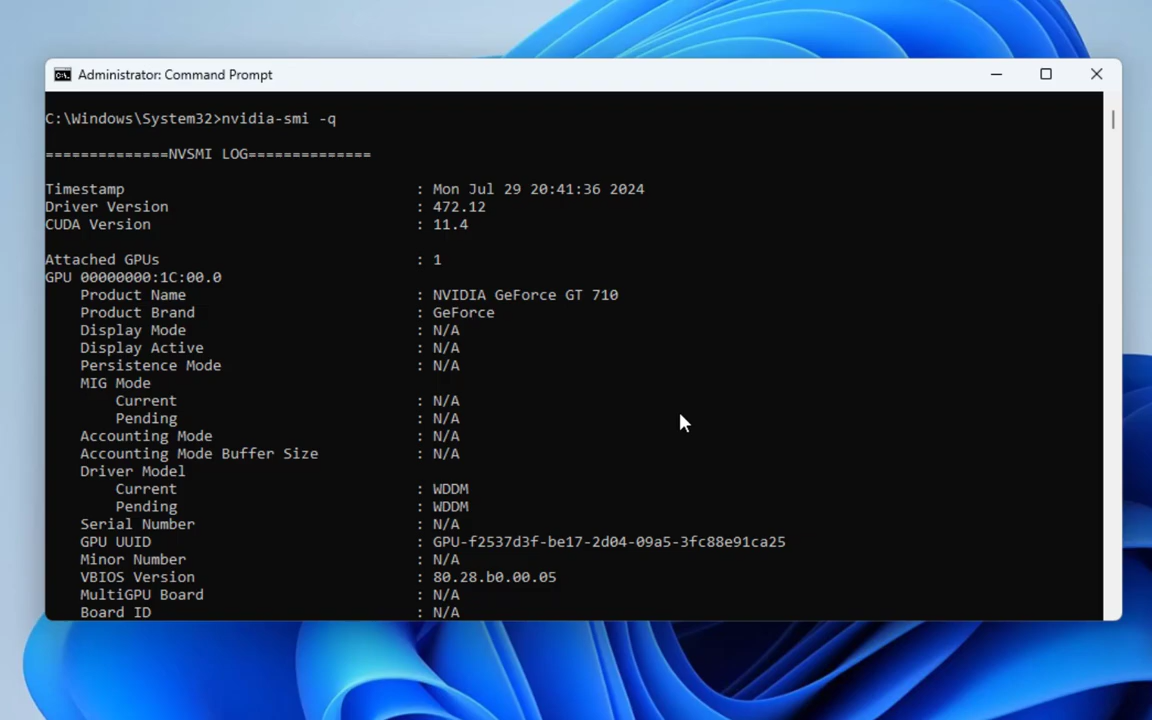 Administrator: Command Prompt
C:\Windows\System32>nvidia-smi -q
==============NVSMI LOG==============
Timestamp : Mon Jul 29 20:41:36 2024
Driver Version : 472.12
CUDA Version : 11.4
Attached GPUs : 1
GPU 00000000:1C:00.0
Product Name : NVIDIA GeForce GT 710
Product Brand : GeForce
Display Mode : N/A
Display Active : N/A
Persistence Mode : N/A
MIG Mode
Current : N/A
Pending : N/A
Accounting Mode : N/A
Accounting Mode Buffer Size : N/A
Driver Model
Current : WDDM
Pending : WDDM
Serial Number : N/A
GPU UUID : GPU-f2537d3f-be17-2d04-09a5-3fc88e91ca25
Minor Number : N/A
VBIOS Version : 80.28.b0.00.05
MultiGPU Board : N/A
Board ID : N/A